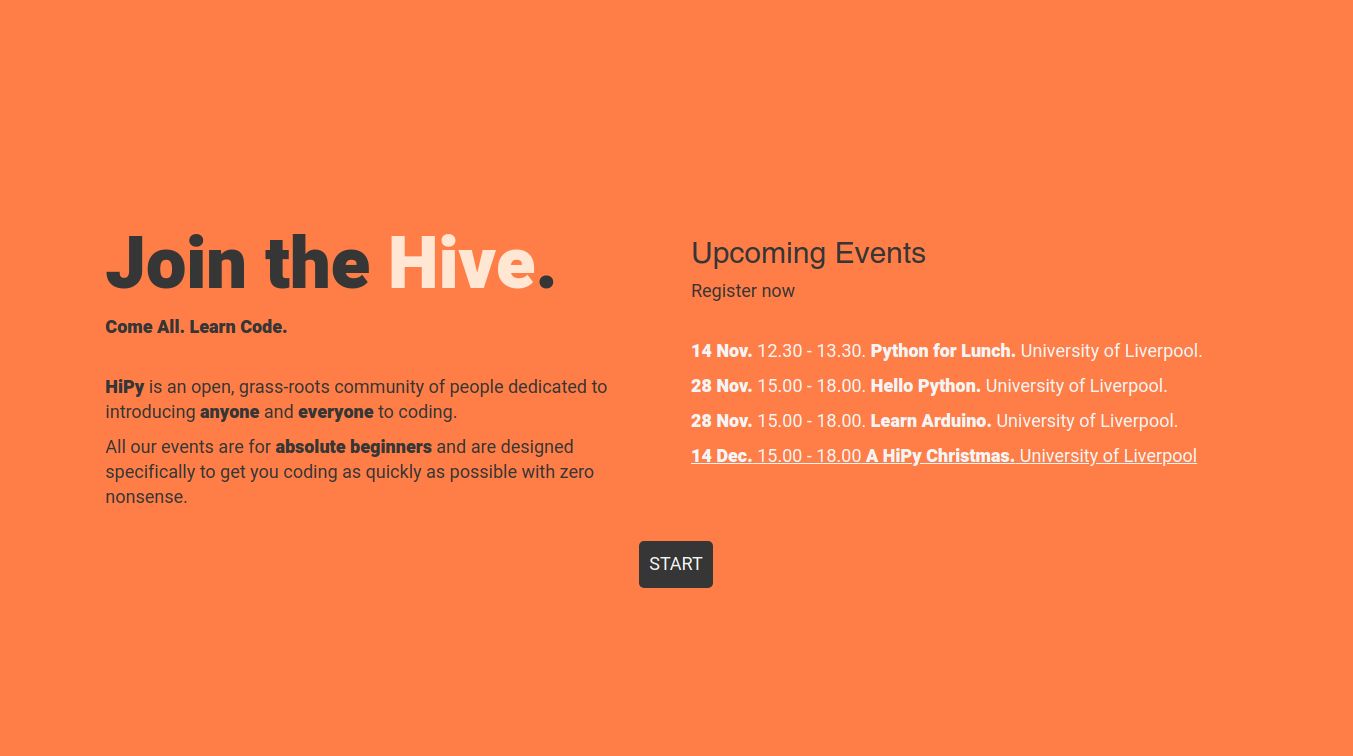 Join the Hive.
Come All. Learn Code.
HiPy is an open, grass-roots community of people dedicated to
introducing anyone and everyone to coding.
All our events are for absolute beginners and are designed
specifically to get you coding as quickly as possible with zero
nonsense.
Upcoming Events
Register now
14 Nov. 12.30 - 13.30. Python for Lunch. University of Liverpool.
28 Nov. 15.00 - 18.00. Hello Python. University of Liverpool.
28 Nov. 15.00 - 18.00. Learn Arduino. University of Liverpool.
14 Dec. 15.00 - 18.00 A HiPy Christmas. University of Liverpool
START